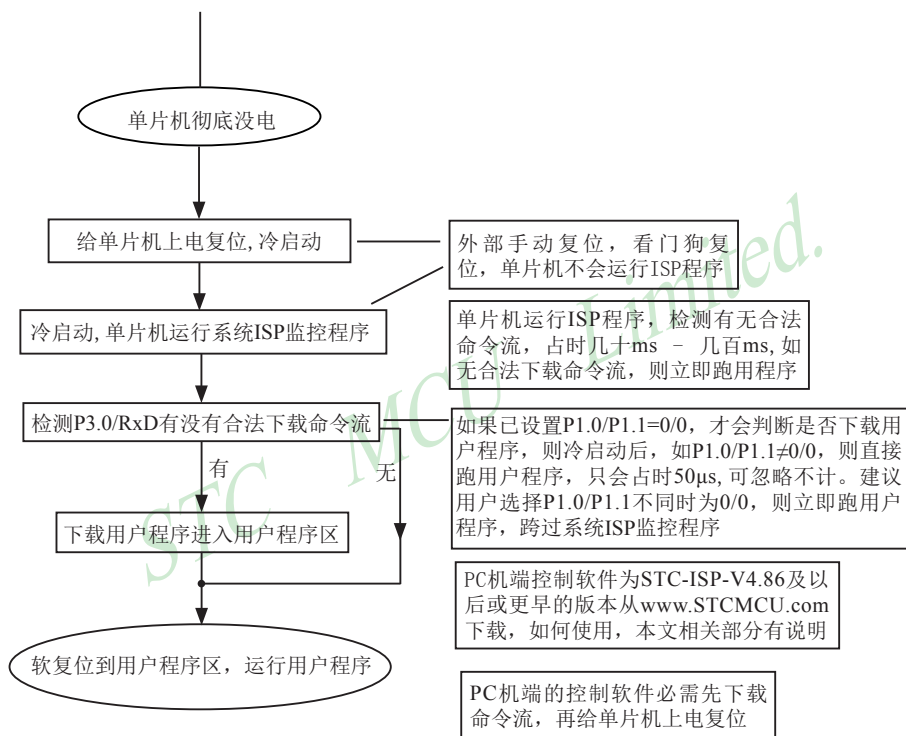 单片机彻底没电
给单片机上电复位,冷启动
外部手动复位，看门狗复
位，单片机不会运行ISP程序
冷启动,单片机运行系统ISP监控程序
单片机运行ISP程序，检测有无合法
命令流，占时几十ms – 几百ms,如
无合法下载命令流，则立即跑用程序
检测P3.0/RxD有没有合法下载命令流
如果已设置P1.0/P1.1=0/0，才会判断是否下载用
户程序，则冷启动后，如P1.0/P1.1≠0/0，则直接
跑用户程序，只会占时50μs,可忽略不计。建议
用户选择P1.0/P1.1不同时为0/0，则立即跑用户
程序，跨过系统ISP监控程序
有
无
下载用户程序进入用户程序区
PC机端控制软件为STC-ISP-V4.86及以
后或更早的版本从www.STCMCU.com
下载，如何使用，本文相关部分有说明
软复位到用户程序区，运行用户程序
PC机端的控制软件必需先下载
命令流，再给单片机上电复位
STC MCU Limited.